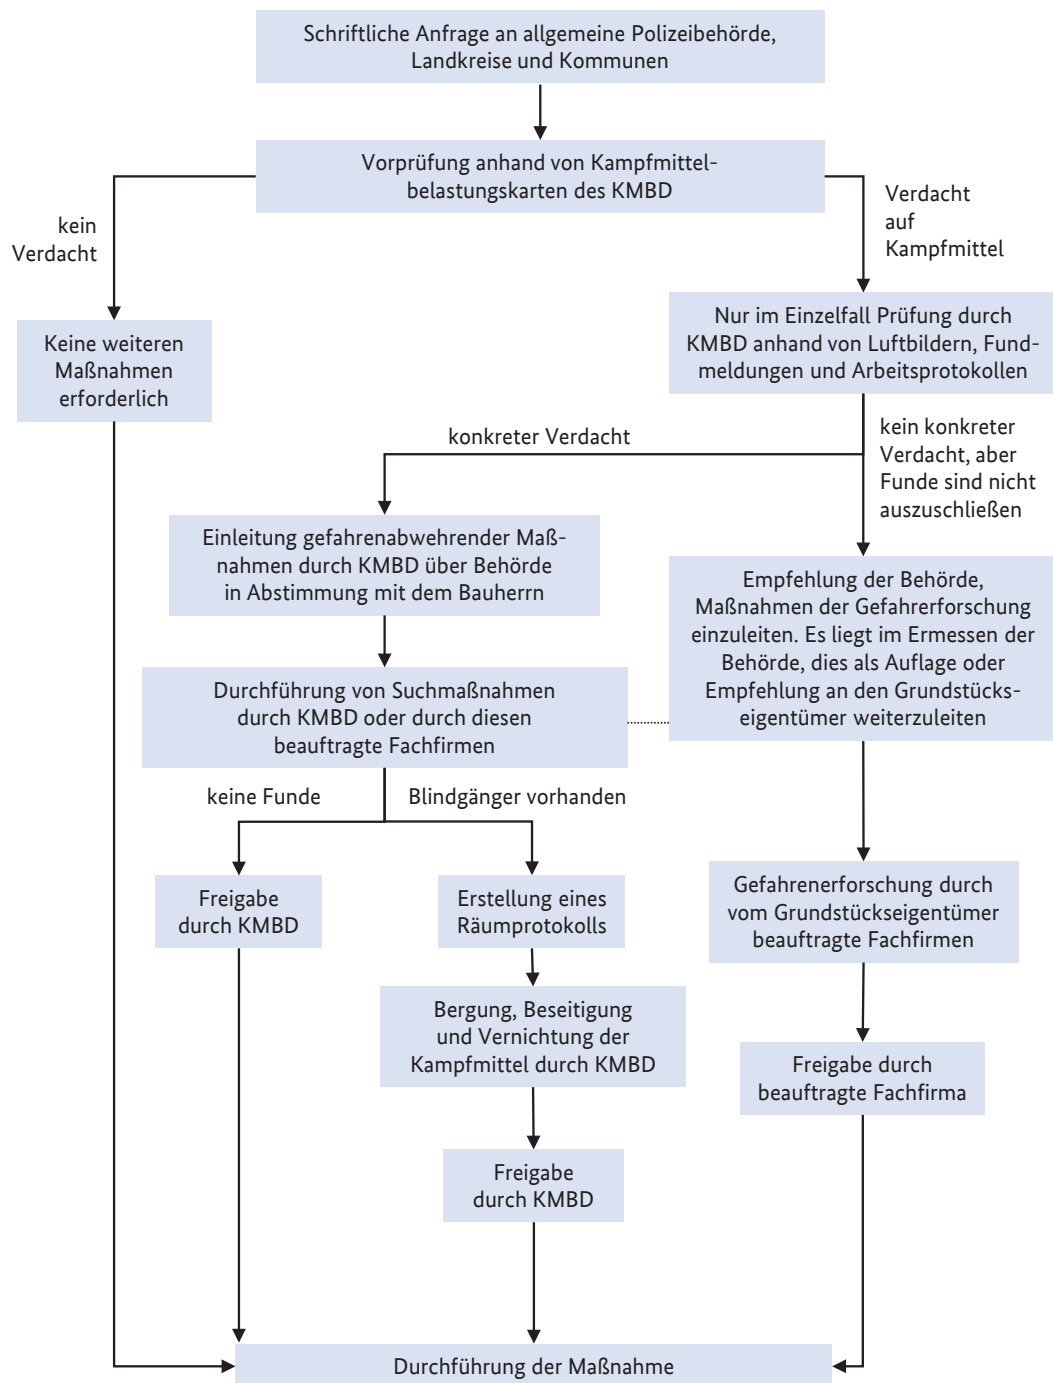 Schriftliche Anfrage an allgemeine Polizeibehörde,
Landkreise und Kommunen
Vorprüfung anhand von Kampfmittel-
belastungskarten des KMBD
kein
Verdacht
Verdacht
auf
Kampfmittel
Keine weiteren
Maßnahmen
erforderlich
Nur im Einzelfall Prüfung durch
KMBD anhand von Luftbildern, Fund-
meldungen und Arbeitsprotokollen
konkreter Verdacht
kein konkreter
Verdacht, aber
Funde sind nicht
auszuschließen
Einleitung gefahrenabwehrender Maß-
nahmen durch KMBD über Behörde
in Abstimmung mit dem Bauherrn
Empfehlung der Behörde,
Maßnahmen der Gefahrerforschung
einzuleiten. Es liegt im Ermessen der
Behörde, dies als Auflage oder
Empfehlung an den Grundstücks-
eigentümer weiterzuleiten
Durchführung von Suchmaßnahmen
durch KMBD oder durch diesen
beauftragte Fachfirmen
keine Funde
Blindgänger vorhanden
Freigabe
durch KMBD
Erstellung eines
Räumprotokolls
Gefahrenerforschung durch
vom Grundstückseigentümer
beauftragte Fachfirmen
Bergung, Beseitigung
und Vernichtung der
Kampfmittel durch KMBD
Freigabe durch
beauftragte Fachfirma
Freigabe
durch KMBD
Durchführung der Maßnahme